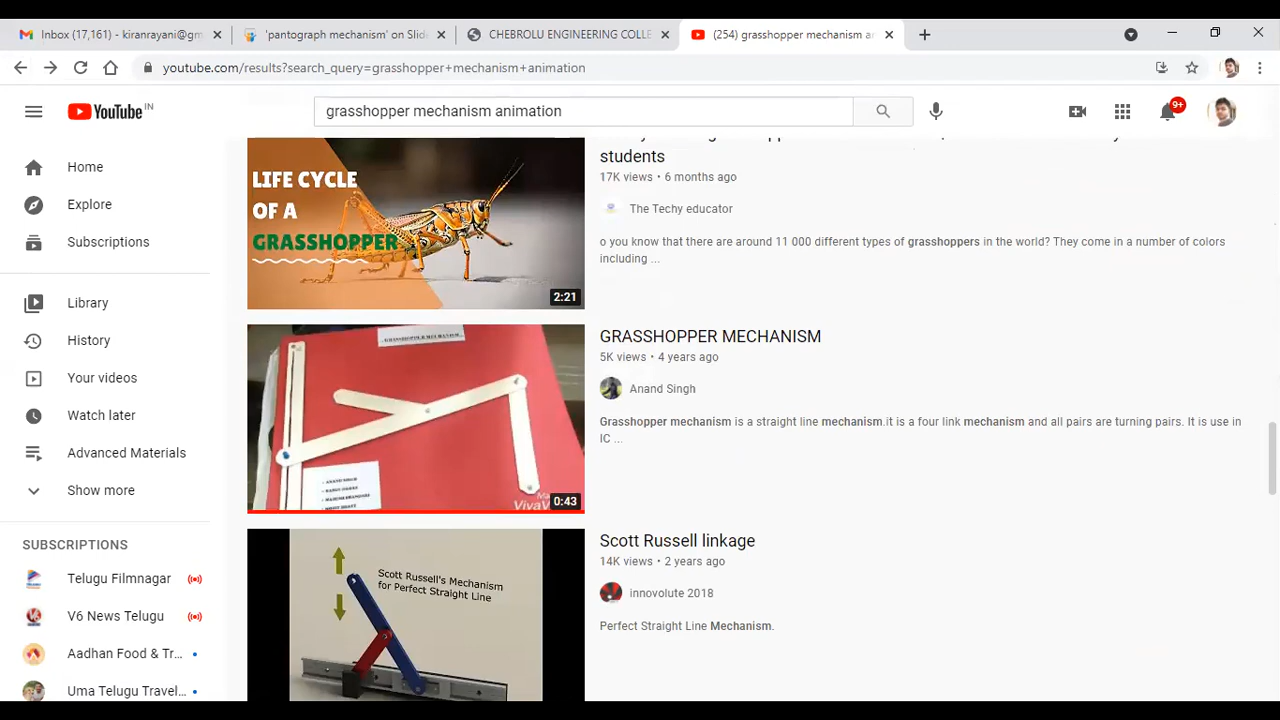 Inbox (17,161) - kiranrayani@gm
'pantograph mechanism' on Slid
CHEBROLU ENGINEERING COLLE
(254) grasshopper mechanism an
youtube.com/results?search_query=grasshopper+mechanism+animation
YouTube IN
grasshopper mechanism animation
9+
Home
Explore
Subscriptions
Library
History
Your videos
Watch later
Advanced Materials
Show more
SUBSCRIPTIONS
Telugu Filmnagar
V6 News Telugu
Aadhan Food & Tr...
Uma Telugu Travel...
LIFE CYCLE
OF A
GRASSHOPPER
2:21
students
17K views • 6 months ago
The Techy educator
o you know that there are around 11 000 different types of grasshoppers in the world? They come in a number of colors
including ...
GRASSHOPPER MECHANISM
0:43
GRASSHOPPER MECHANISM
5K views • 4 years ago
Anand Singh
Grasshopper mechanism is a straight line mechanism.it is a four link mechanism and all pairs are turning pairs. It is use in
IC ...
Scott Russell's Mechanism
for Perfect Straight Line
Scott Russell linkage
14K views • 2 years ago
innovolute 2018
Perfect Straight Line Mechanism.